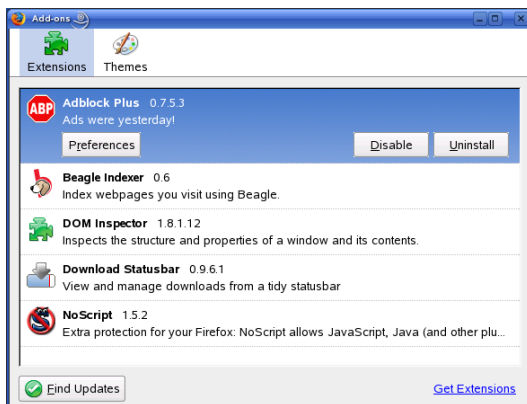 Add-ons
Extensions Themes
ABP
Adblock Plus 0.7.5.3
Ads were yesterday!
Preferences Disable Uninstall
Beagle Indexer 0.6
Index webpages you visit using Beagle.
DOM Inspector 1.8.1.12
Inspects the structure and properties of a window and its contents.
Download Statusbar 0.9.6.1
View and manage downloads from a tidy statusbar
NoScript 1.5.2
Extra protection for your Firefox: NoScript allows JavaScript, Java (and other plu...
Find Updates Get Extensions